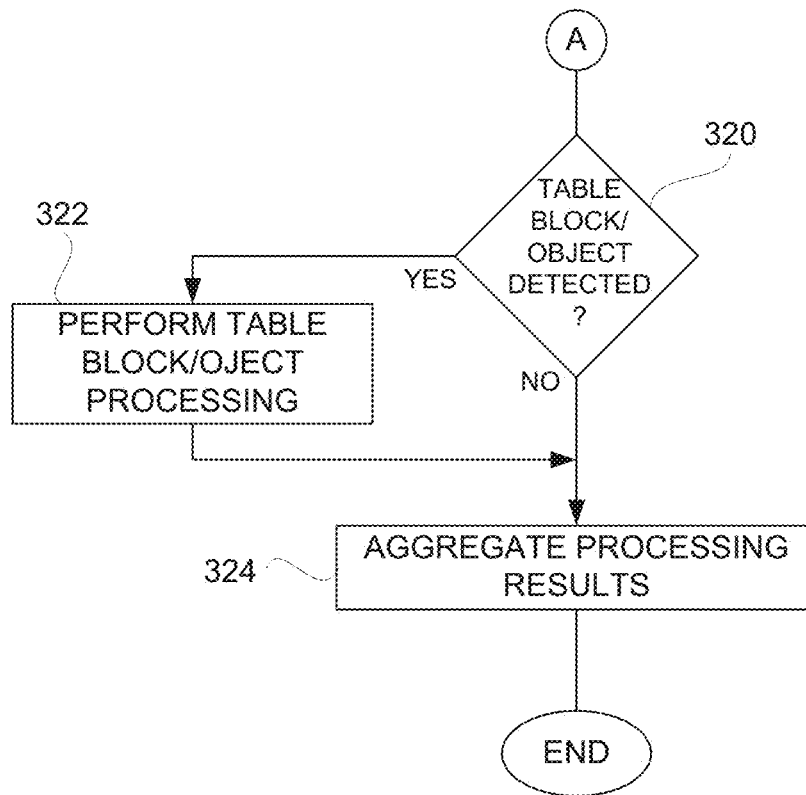 A
320
TABLE
BLOCK/
OBJECT
DETECTED
?
322
YES
PERFORM TABLE
BLOCK/OJECT
PROCESSING
NO
AGGREGATE PROCESSING
RESULTS
324
END